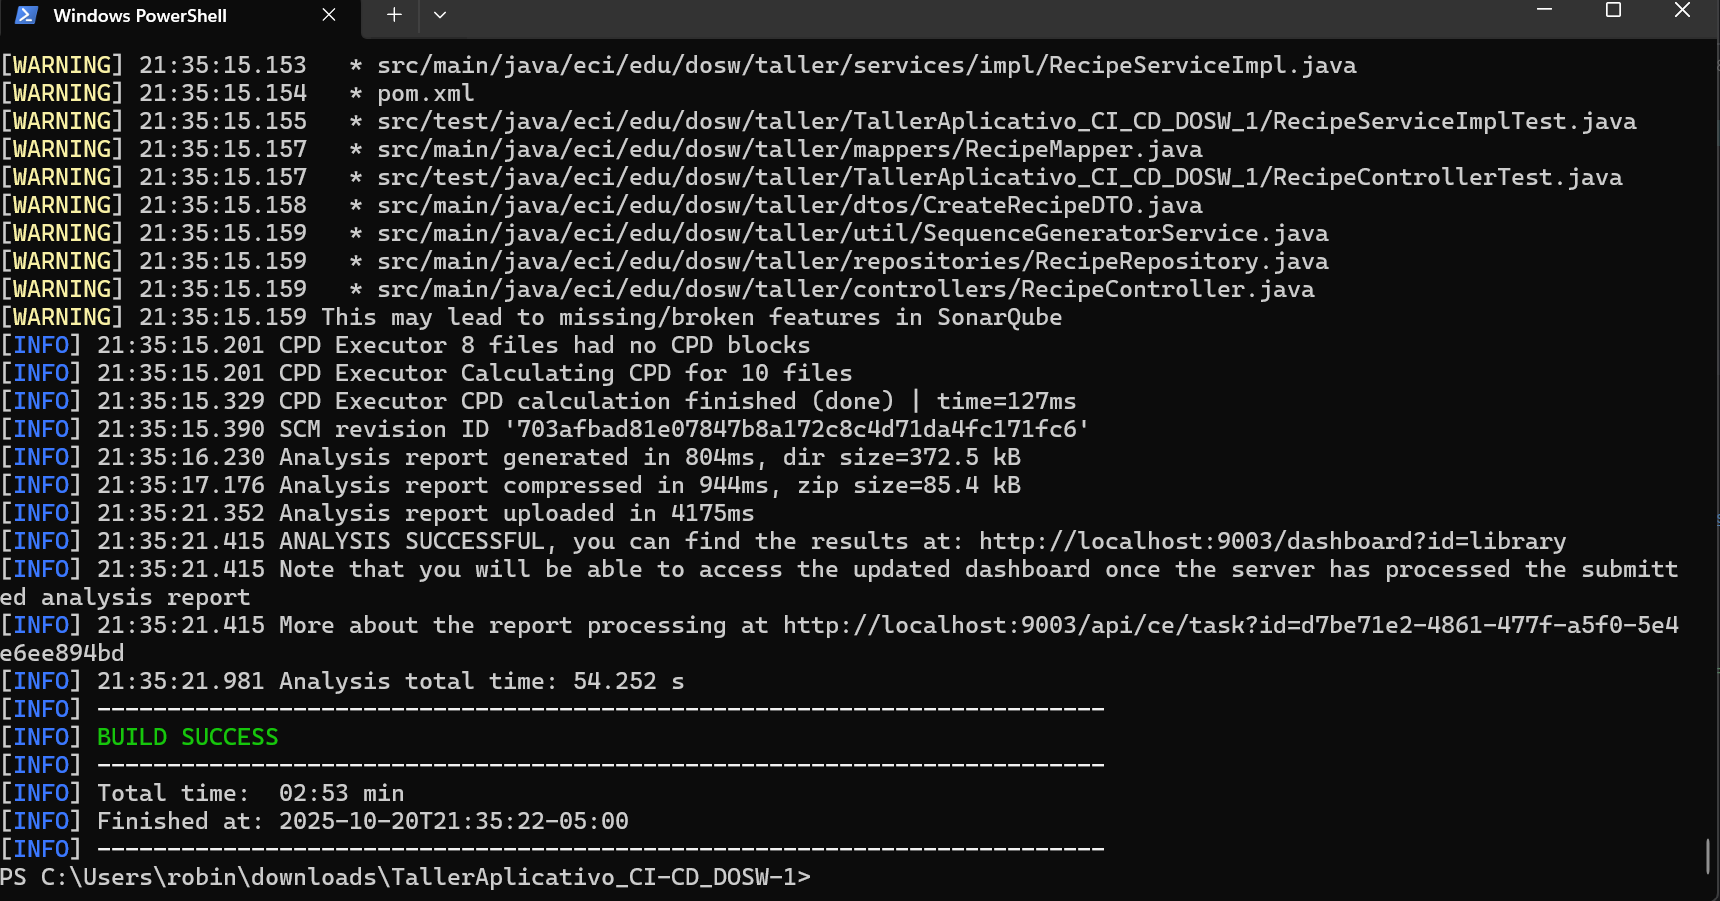 Windows PowerShell
[WARNING] 21:35:15.153   * src/main/java/eci/edu/dosw/taller/services/impl/RecipeServiceImpl.java
[WARNING] 21:35:15.154   * pom.xml
[WARNING] 21:35:15.155   * src/test/java/eci/edu/dosw/taller/TallerAplicativo_CI_CD_DOSW_1/RecipeServiceImplTest.java
[WARNING] 21:35:15.157   * src/main/java/eci/edu/dosw/taller/mappers/RecipeMapper.java
[WARNING] 21:35:15.157   * src/test/java/eci/edu/dosw/taller/TallerAplicativo_CI_CD_DOSW_1/RecipeControllerTest.java
[WARNING] 21:35:15.158   * src/main/java/eci/edu/dosw/taller/dtos/CreateRecipeDTO.java
[WARNING] 21:35:15.159   * src/main/java/eci/edu/dosw/taller/util/SequenceGeneratorService.java
[WARNING] 21:35:15.159   * src/main/java/eci/edu/dosw/taller/repositories/RecipeRepository.java
[WARNING] 21:35:15.159   * src/main/java/eci/edu/dosw/taller/controllers/RecipeController.java
[WARNING] 21:35:15.159 This may lead to missing/broken features in SonarQube
[INFO] 21:35:15.201 CPD Executor 8 files had no CPD blocks
[INFO] 21:35:15.201 CPD Executor Calculating CPD for 10 files
[INFO] 21:35:15.329 CPD Executor CPD calculation finished (done) | time=127ms
[INFO] 21:35:15.390 SCM revision ID '703afbad81e07847b8a172c8c4d71da4fc171fc6'
[INFO] 21:35:16.230 Analysis report generated in 804ms, dir size=372.5 kB
[INFO] 21:35:17.176 Analysis report compressed in 944ms, zip size=85.4 kB
[INFO] 21:35:21.352 Analysis report uploaded in 4175ms
[INFO] 21:35:21.415 ANALYSIS SUCCESSFUL, you can find the results at: http://localhost:9003/dashboard?id=library
[INFO] 21:35:21.415 Note that you will be able to access the updated dashboard once the server has processed the submitt
ed analysis report
[INFO] 21:35:21.415 More about the report processing at http://localhost:9003/api/ce/task?id=d7be71e2-4861-477f-a5f0-5e4
e6ee894bd
[INFO] 21:35:21.981 Analysis total time: 54.252 s
[INFO] ------------------------------------------------------------------------
[INFO] BUILD SUCCESS
[INFO] ------------------------------------------------------------------------
[INFO] Total time:  02:53 min
[INFO] Finished at: 2025-10-20T21:35:22-05:00
[INFO] ------------------------------------------------------------------------
PS C:\Users\robin\downloads\TallerAplicativo_CI-CD_DOSW-1>